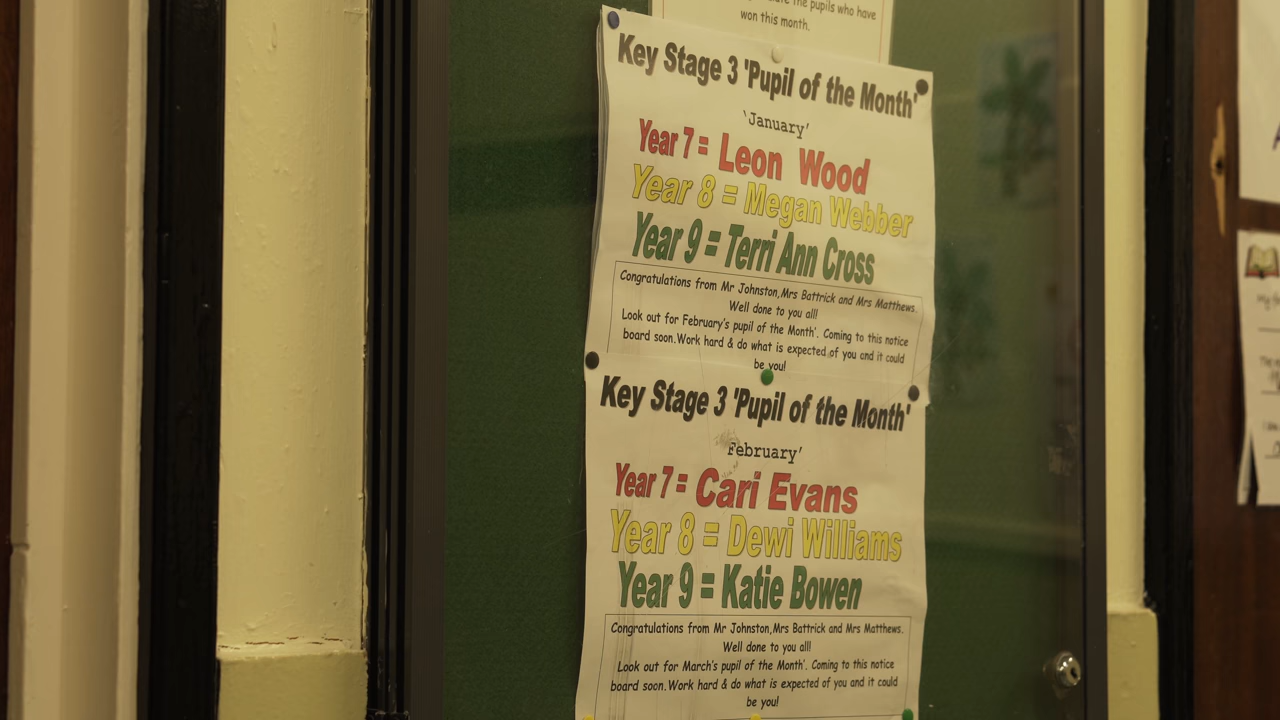 the pupils who have
won this month.
Key Stage 3 'Pupil of the Month'
'January'
Year 7 = Leon Wood
Year 8 = Megan Webber
Year 9 = Terri Ann Cross
Congratulations from Mr Johnston,Mrs Battrick and Mrs Matthews.
Well done to you all!
Look out for February's pupil of the Month'. Coming to this notice
board soon.Work hard & do what is expected of you and it could
be you!
Key Stage 3 'Pupil of the Month'
February'
Year 7 = Cari Evans
Year 8 = Dewi Williams
Year 9 = Katie Bowen
Congratulations from Mr Johnston,Mrs Battrick and Mrs Matthews.
Well done to you all!
Look out for March's pupil of the Month'. Coming to this notice
board soon.Work hard & do what is expected of you and it could
be you!